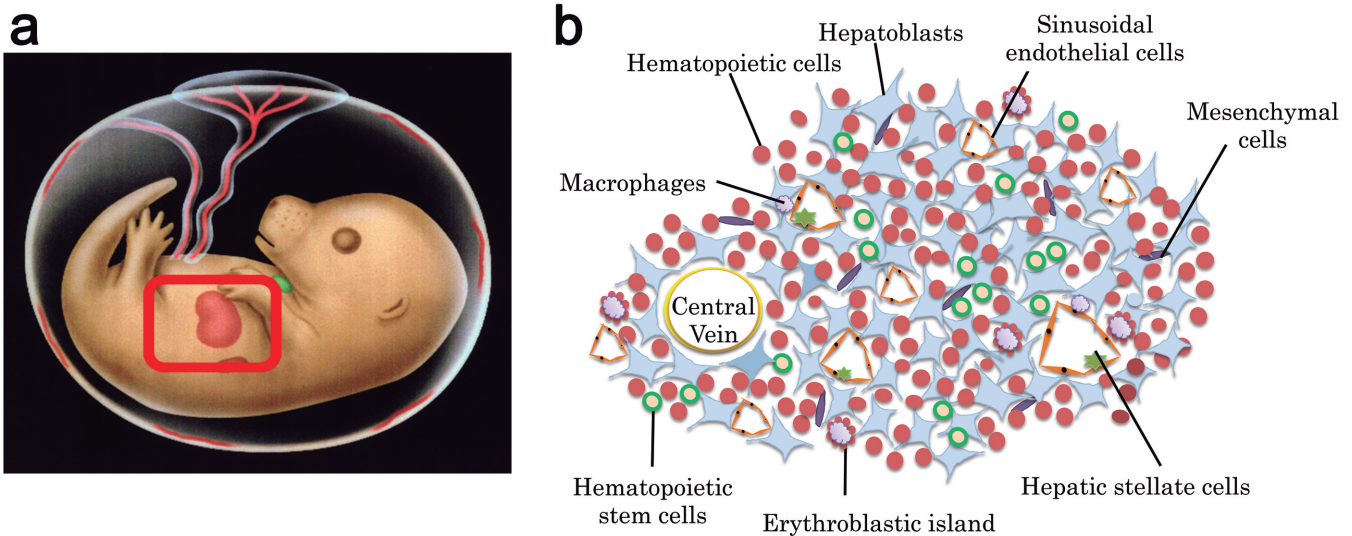 a
b
Hepatoblasts
Sinusoidal
endothelial cells
Hematopoietic cells
Mesenchymal
cells
Macrophages
Central
Vein
Hematopoietic
stem cells
Erythroblastic island
Hepatic stellate cells